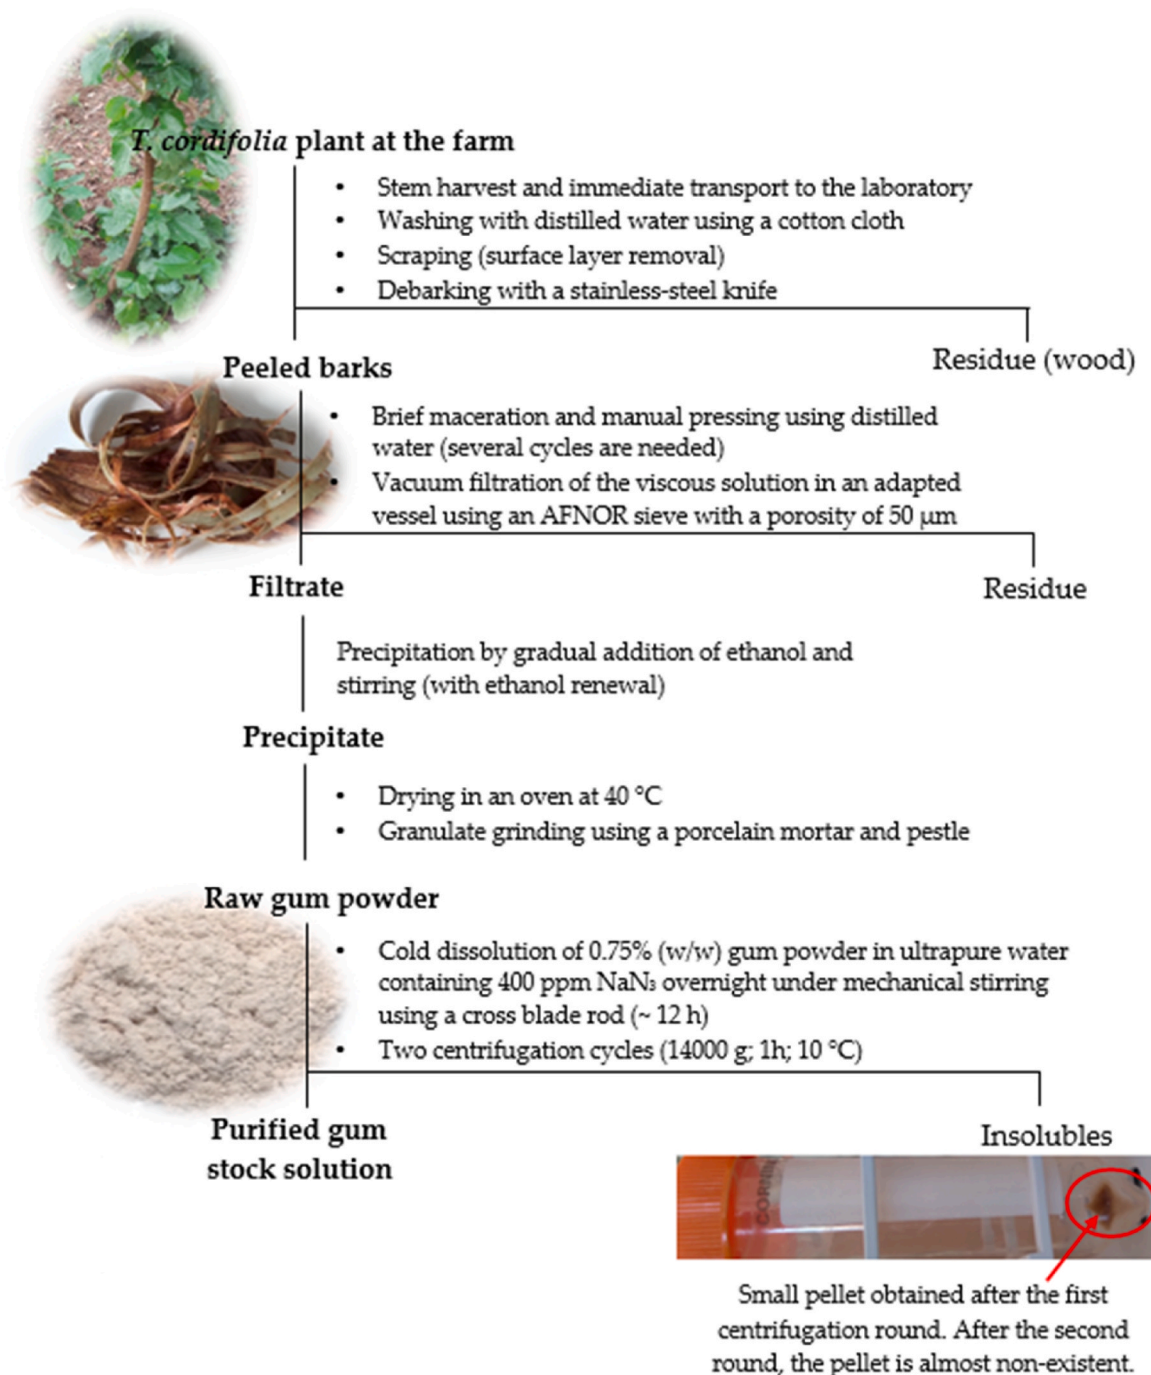 T. cordifolia plant at the farm
• Stem harvest and immediate transport to the laboratory
• Washing with distilled water using a cotton cloth
• Scraping (surface layer removal)
• Debarking with a stainless-steel knife
Residue (wood)
Peeled barks
• Brief maceration and manual pressing using distilled
water (several cycles are needed)
• Vacuum filtration of the viscous solution in an adapted
vessel using an AFNOR sieve with a porosity of 50 µm
Filtrate
Residue
Precipitation by gradual addition of ethanol and
stirring (with ethanol renewal)
Precipitate
• Drying in an oven at 40 °C
• Granulate grinding using a porcelain mortar and pestle
Raw gum powder
• Cold dissolution of 0.75% (w/w) gum powder in ultrapure water
containing 400 ppm NaN₃ overnight under mechanical stirring
using a cross blade rod (~ 12 h)
• Two centrifugation cycles (14000 g; 1h; 10 °C)
Purified gum
stock solution
Insolubles
Small pellet obtained after the first
centrifugation round. After the second
round, the pellet is almost non-existent.